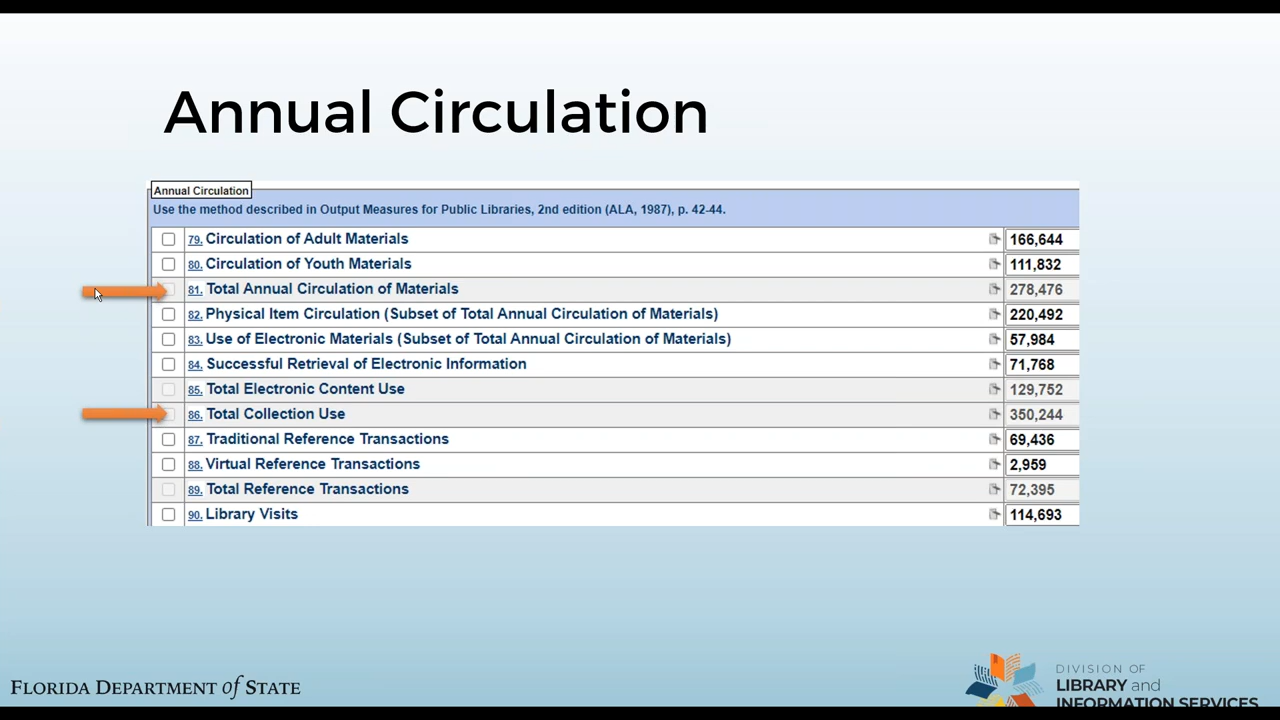 Annual Circulation
Annual Circulation
Use the method described in Output Measures for Public Libraries, 2nd edition (ALA, 1987), p. 42-44.
79. Circulation of Adult Materials 166,644
80. Circulation of Youth Materials 111,832
81. Total Annual Circulation of Materials 278,476
82. Physical Item Circulation (Subset of Total Annual Circulation of Materials) 220,492
83. Use of Electronic Materials (Subset of Total Annual Circulation of Materials) 57,984
84. Successful Retrieval of Electronic Information 71,768
85. Total Electronic Content Use 129,752
86. Total Collection Use 350,244
87. Traditional Reference Transactions 69,436
88. Virtual Reference Transactions 2,959
89. Total Reference Transactions 72,395
90. Library Visits 114,693
FLORIDA DEPARTMENT of STATE
DIVISION OF
LIBRARY and
INFORMATION SERVICES